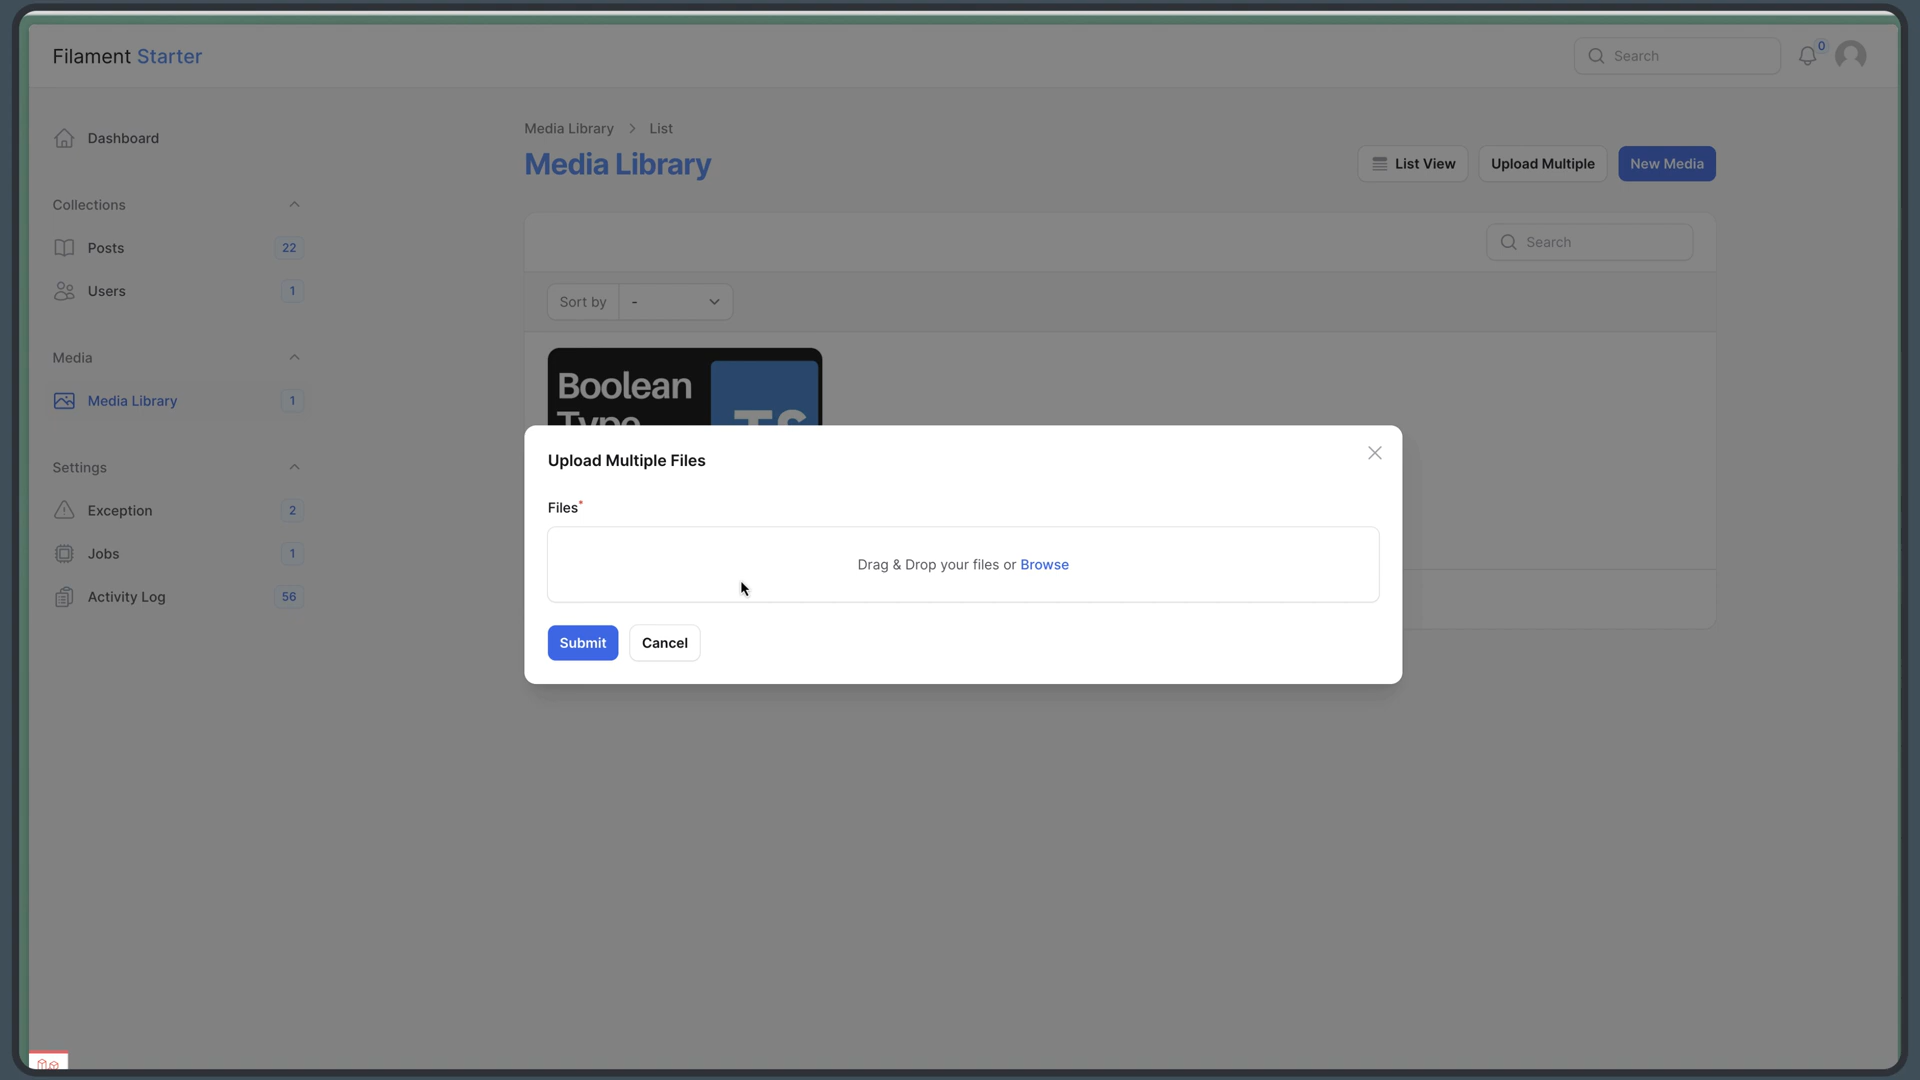 Filament Starter
Search
0
Dashboard
Collections
Posts
22
Users
1
Media
Media Library
1
Settings
Exception
2
Jobs
1
Activity Log
56
Media Library > List
Media Library
List View
Upload Multiple
New Media
Search
Sort by
-
Boolean
Type
TS
Upload Multiple Files
Files*
Drag & Drop your files or Browse
Submit
Cancel